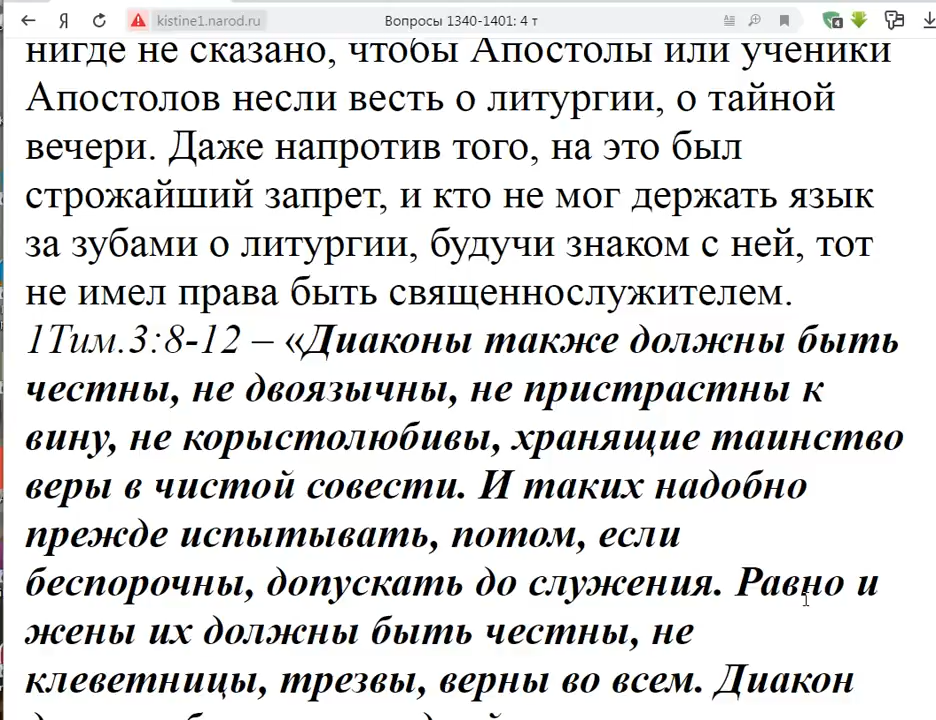 Я kistine1.narod.ru Вопросы 1340-1401: 4 т 4
нигде не сказано, чтобы Апостолы или ученики
Апостолов несли весть о литургии, о тайной
вечери. Даже напротив того, на это был
строжайший запрет, и кто не мог держать язык
за зубами о литургии, будучи знаком с ней, тот
не имел права быть священнослужителем.
1Тим.3:8-12 – «Диаконы также должны быть
честны, не двоязычны, не пристрастны к
вину, не корыстолюбивы, хранящие таинство
веры в чистой совести. И таких надобно
прежде испытывать, потом, если
беспорочны, допускать до служения. Равно и
жены их должны быть честны, не
клеветницы, трезвы, верны во всем. Диакон